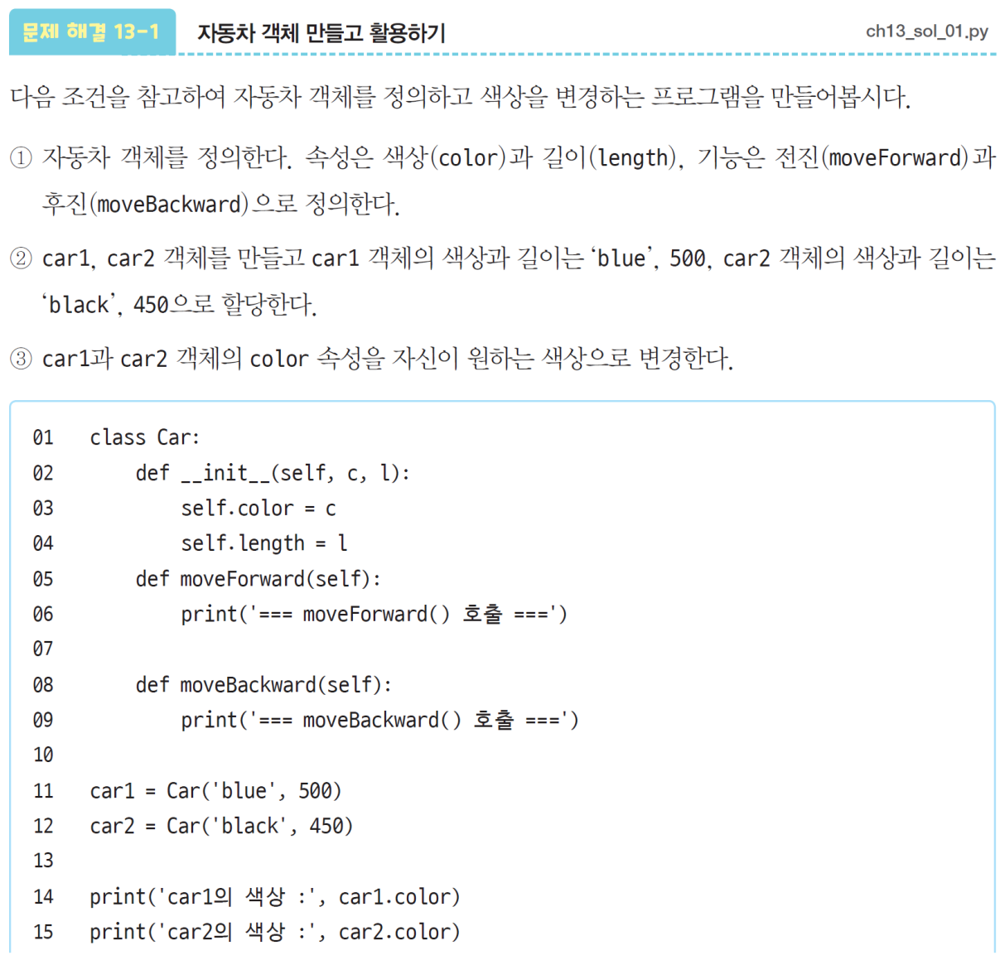 문제 해결 13-1 자동차 객체 만들고 활용하기 ch13_sol_01.py
다음 조건을 참고하여 자동차 객체를 정의하고 색상을 변경하는 프로그램을 만들어봅시다.
① 자동차 객체를 정의한다. 속성은 색상(color)과 길이(length), 기능은 전진(moveForward)과
후진(moveBackward)으로 정의한다.
② car1, car2 객체를 만들고 car1 객체의 색상과 길이는 ‘blue’, 500, car2 객체의 색상과 길이는
‘black’, 450으로 할당한다.
③ car1과 car2 객체의 color 속성을 자신이 원하는 색상으로 변경한다.
01 class Car:
02     def __init__(self, c, l):
03         self.color = c
04         self.length = l
05     def moveForward(self):
06         print('=== moveForward() 호출 ===')
07
08     def moveBackward(self):
09         print('=== moveBackward() 호출 ===')
10
11 car1 = Car('blue', 500)
12 car2 = Car('black', 450)
13
14 print('car1의 색상 :', car1.color)
15 print('car2의 색상 :', car2.color)